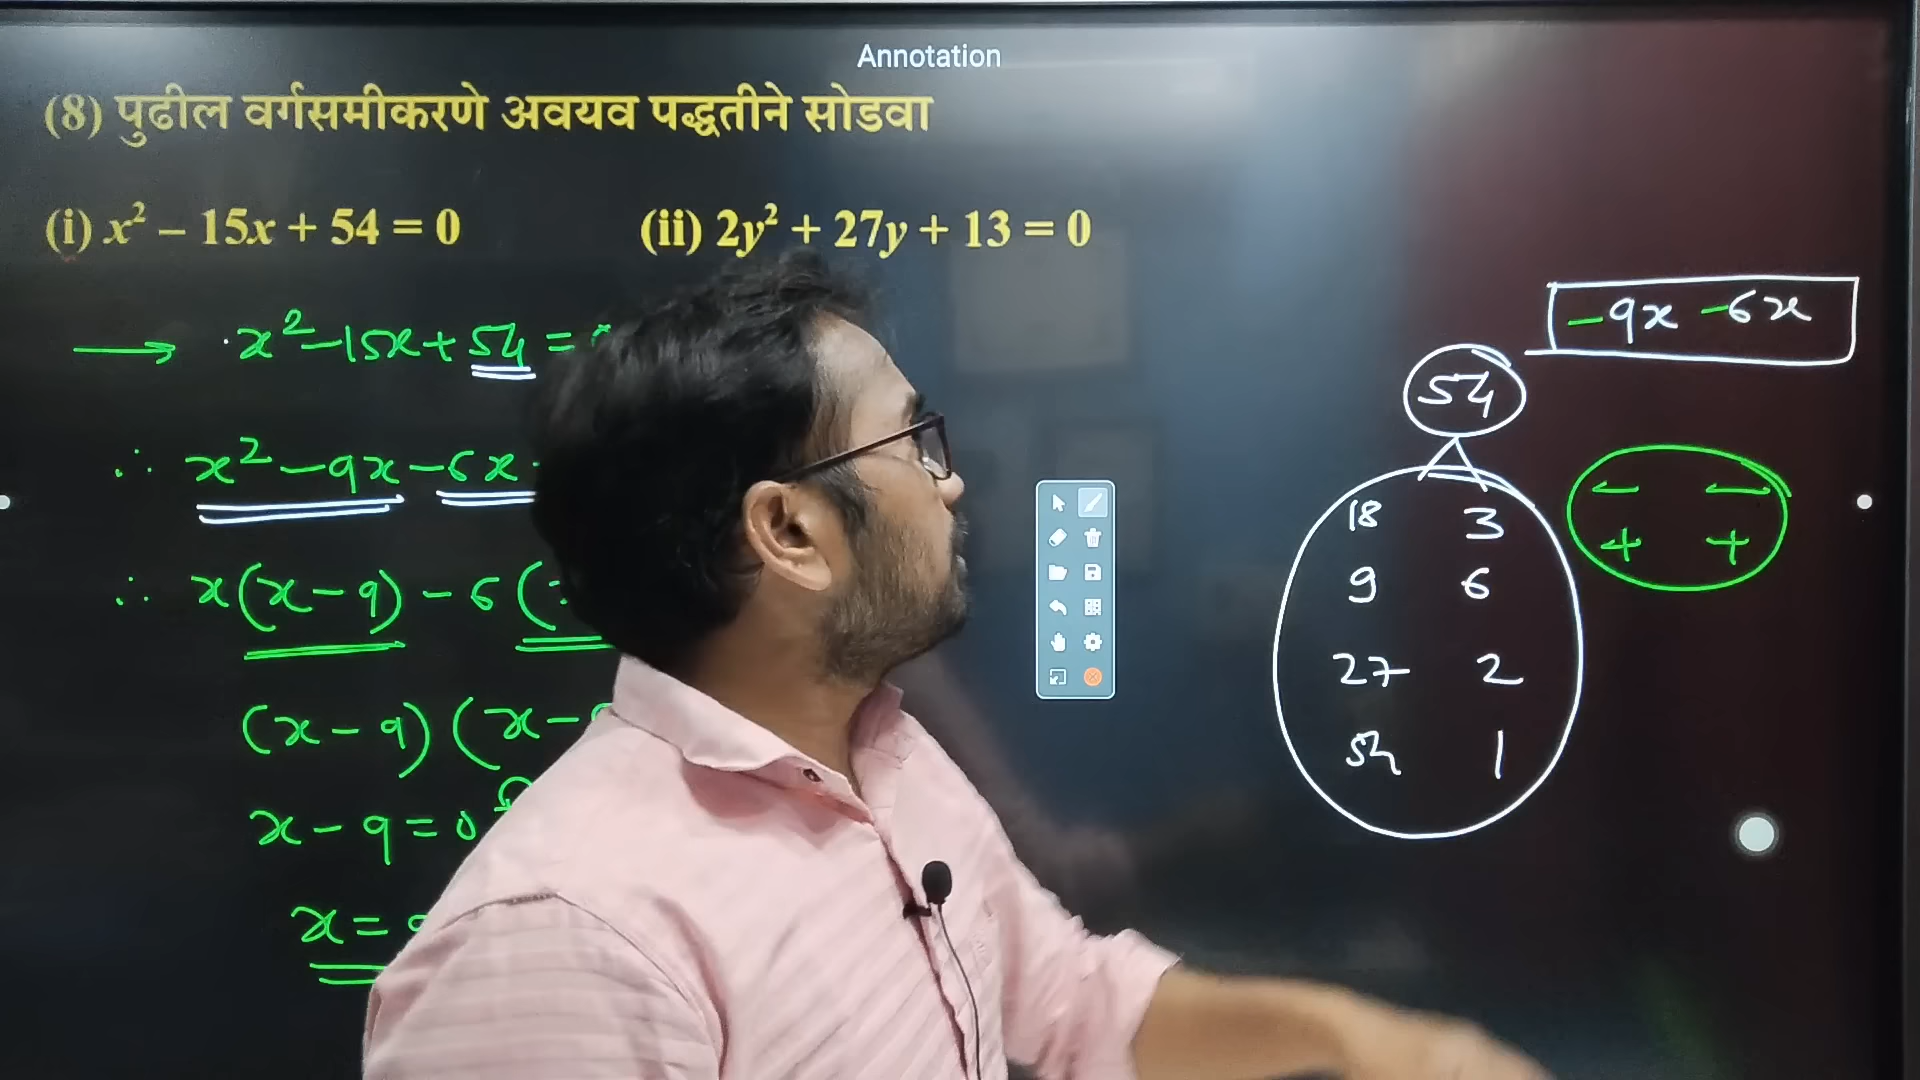 Annotation
(8) पुढील वर्गसमीकरणे अवयव पद्धतीने सोडवा
(i) x² – 15x + 54 = 0
(ii) 2y² + 27y + 13 = 0
x² – 15x + 54 =
∴ x² – 9x – 6x
∴ x(x – 9) – 6(
(x – 9) (x –
x – 9 = 0
x =
– 9x – 6x
54
18 3
9 6
27 2
54 1
– –
+ +